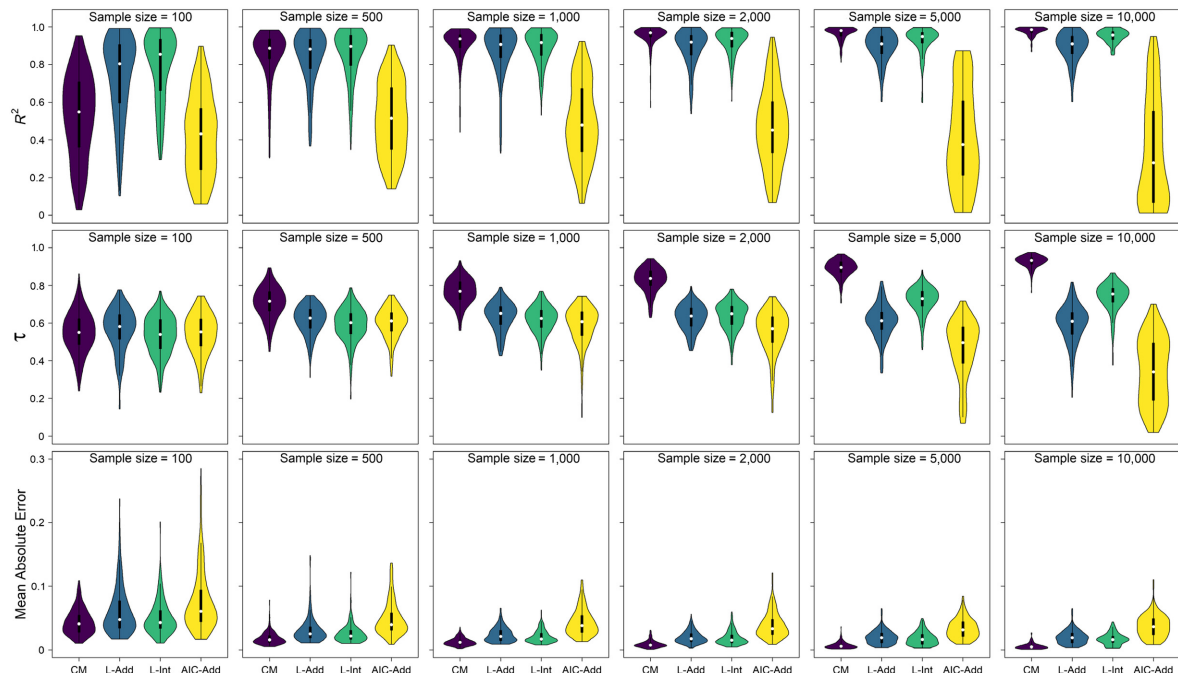 Sample size = 100
Sample size = 500
Sample size = 1,000
Sample size = 2,000
Sample size = 5,000
Sample size = 10,000
R²
1.0
0.8
0.6
0.4
0.2
0
Sample size = 100
Sample size = 500
Sample size = 1,000
Sample size = 2,000
Sample size = 5,000
Sample size = 10,000
τ
1.0
0.8
0.6
0.4
0.2
0
Sample size = 100
Sample size = 500
Sample size = 1,000
Sample size = 2,000
Sample size = 5,000
Sample size = 10,000
Mean Absolute Error
0.3
0.2
0.1
0
CM L-Add L-Int AIC-Add
CM L-Add L-Int AIC-Add
CM L-Add L-Int AIC-Add
CM L-Add L-Int AIC-Add
CM L-Add L-Int AIC-Add
CM L-Add L-Int AIC-Add